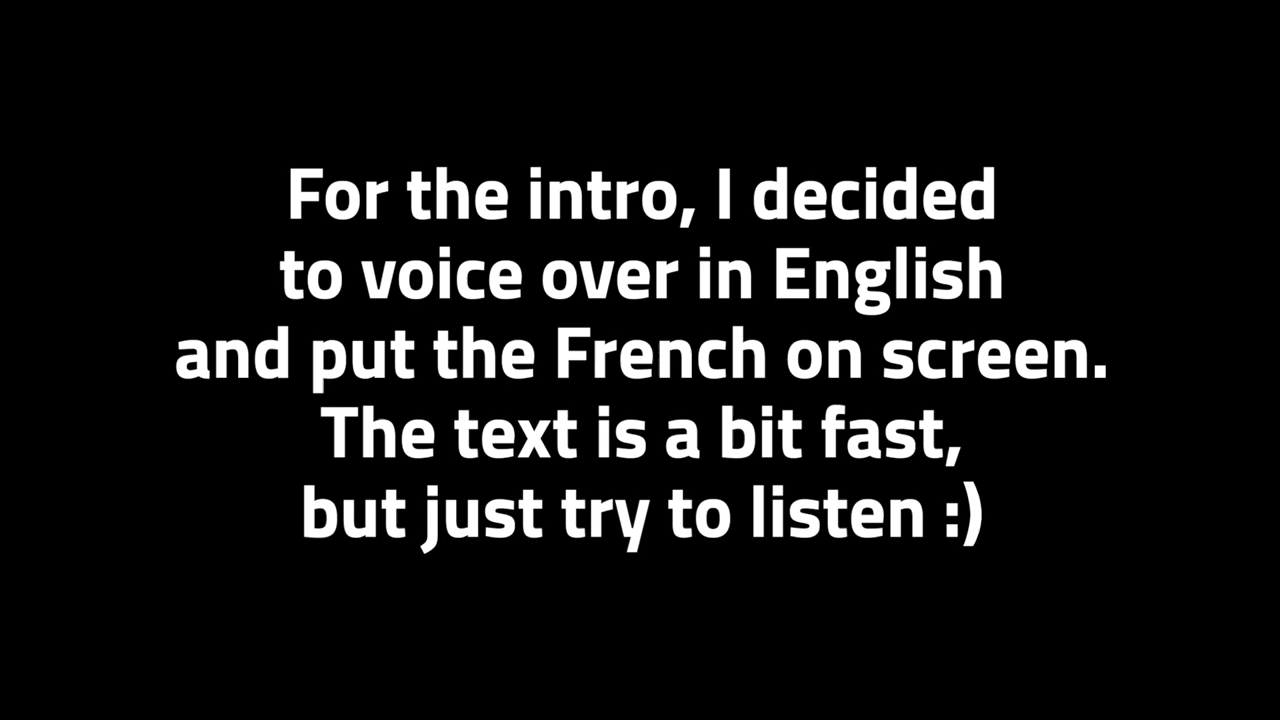 For the intro, I decided
to voice over in English
and put the French on screen.
The text is a bit fast,
but just try to listen :)